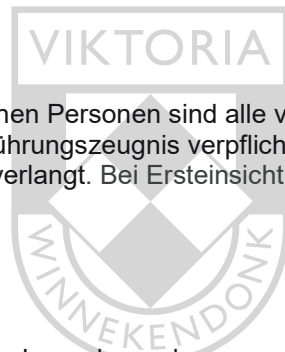 VIKTORIA
nen Personen sind alle v
ührungszeugnis verpflich
verlangt. Bei Ersteinsicht
WINNEKENDONK